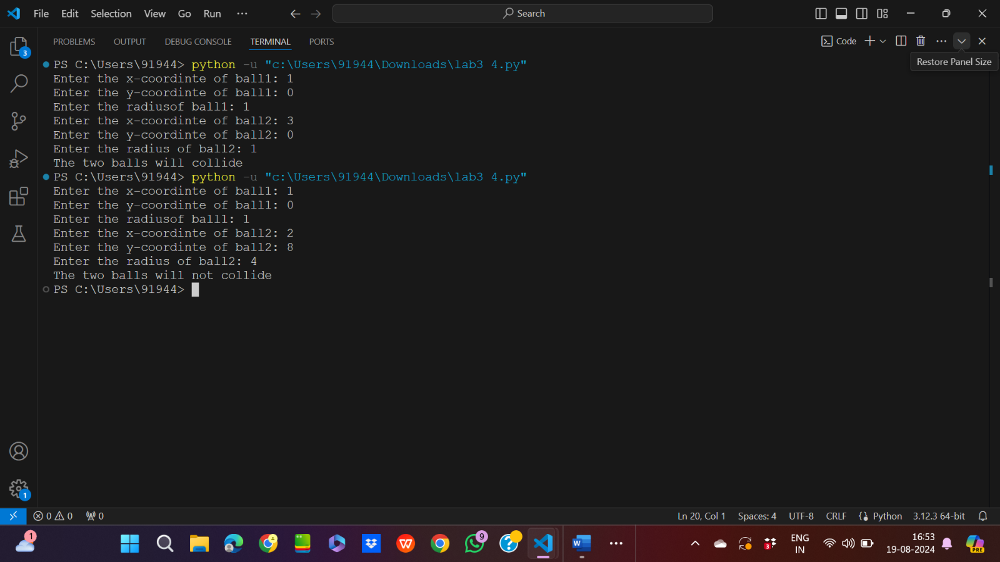 File Edit Selection View Go Run ··· Search
PROBLEMS OUTPUT DEBUG CONSOLE TERMINAL PORTS Code
Restore Panel Size
3
PS C:\Users\91944> python -u "c:\Users\91944\Downloads\lab3 4.py"
Enter the x-coordinte of ball1: 1
Enter the y-coordinte of ball1: 0
Enter the radiusof ball1: 1
Enter the x-coordinte of ball2: 3
Enter the y-coordinte of ball2: 0
Enter the radius of ball2: 1
The two balls will collide
PS C:\Users\91944> python -u "c:\Users\91944\Downloads\lab3 4.py"
Enter the x-coordinte of ball1: 1
Enter the y-coordinte of ball1: 0
Enter the radiusof ball1: 1
Enter the x-coordinte of ball2: 2
Enter the y-coordinte of ball2: 8
Enter the radius of ball2: 4
The two balls will not collide
PS C:\Users\91944>
1
0 0 0 Ln 20, Col 1 Spaces: 4 UTF-8 CRLF Python 3.12.3 64-bit
1 W 9 ? W ··· 3 ENG 16:53
IN 19-08-2024 PRE